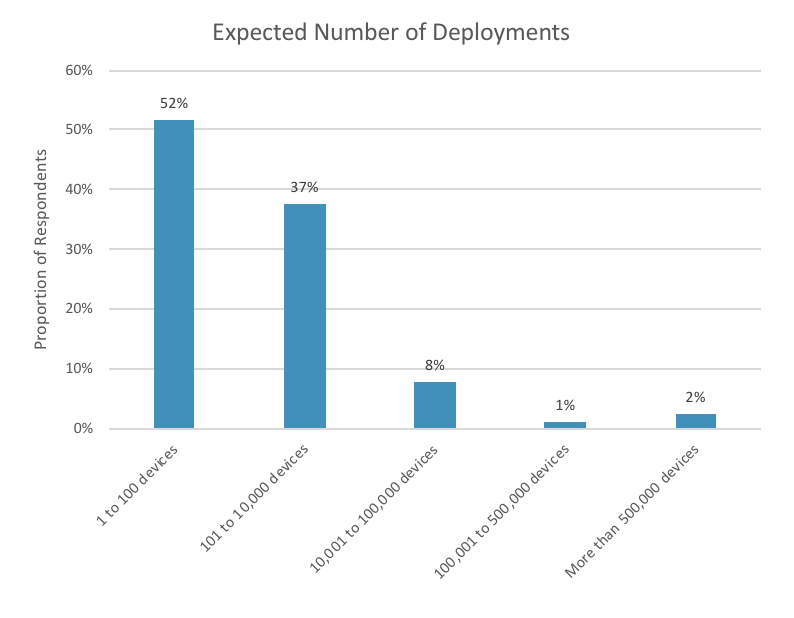 Expected Number of Deployments
Proportion of Respondents
60%
50%
40%
30%
20%
10%
0%
52%
37%
8%
1%
2%
1 to 100 devices
101 to 10,000 devices
10,001 to 100,000 devices
100,001 to 500,000 devices
More than 500,000 devices